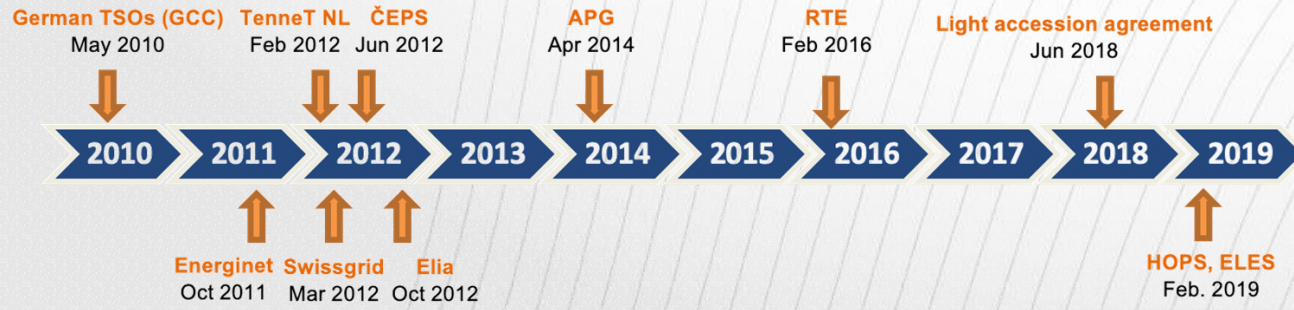 German TSOs (GCC)
May 2010
TenneT NL
Feb 2012
ČEPS
Jun 2012
APG
Apr 2014
RTE
Feb 2016
Light accession agreement
Jun 2018
2010
2011
2012
2013
2014
2015
2016
2017
2018
2019
Energinet
Oct 2011
Swissgrid
Mar 2012
Elia
Oct 2012
HOPS, ELES
Feb. 2019